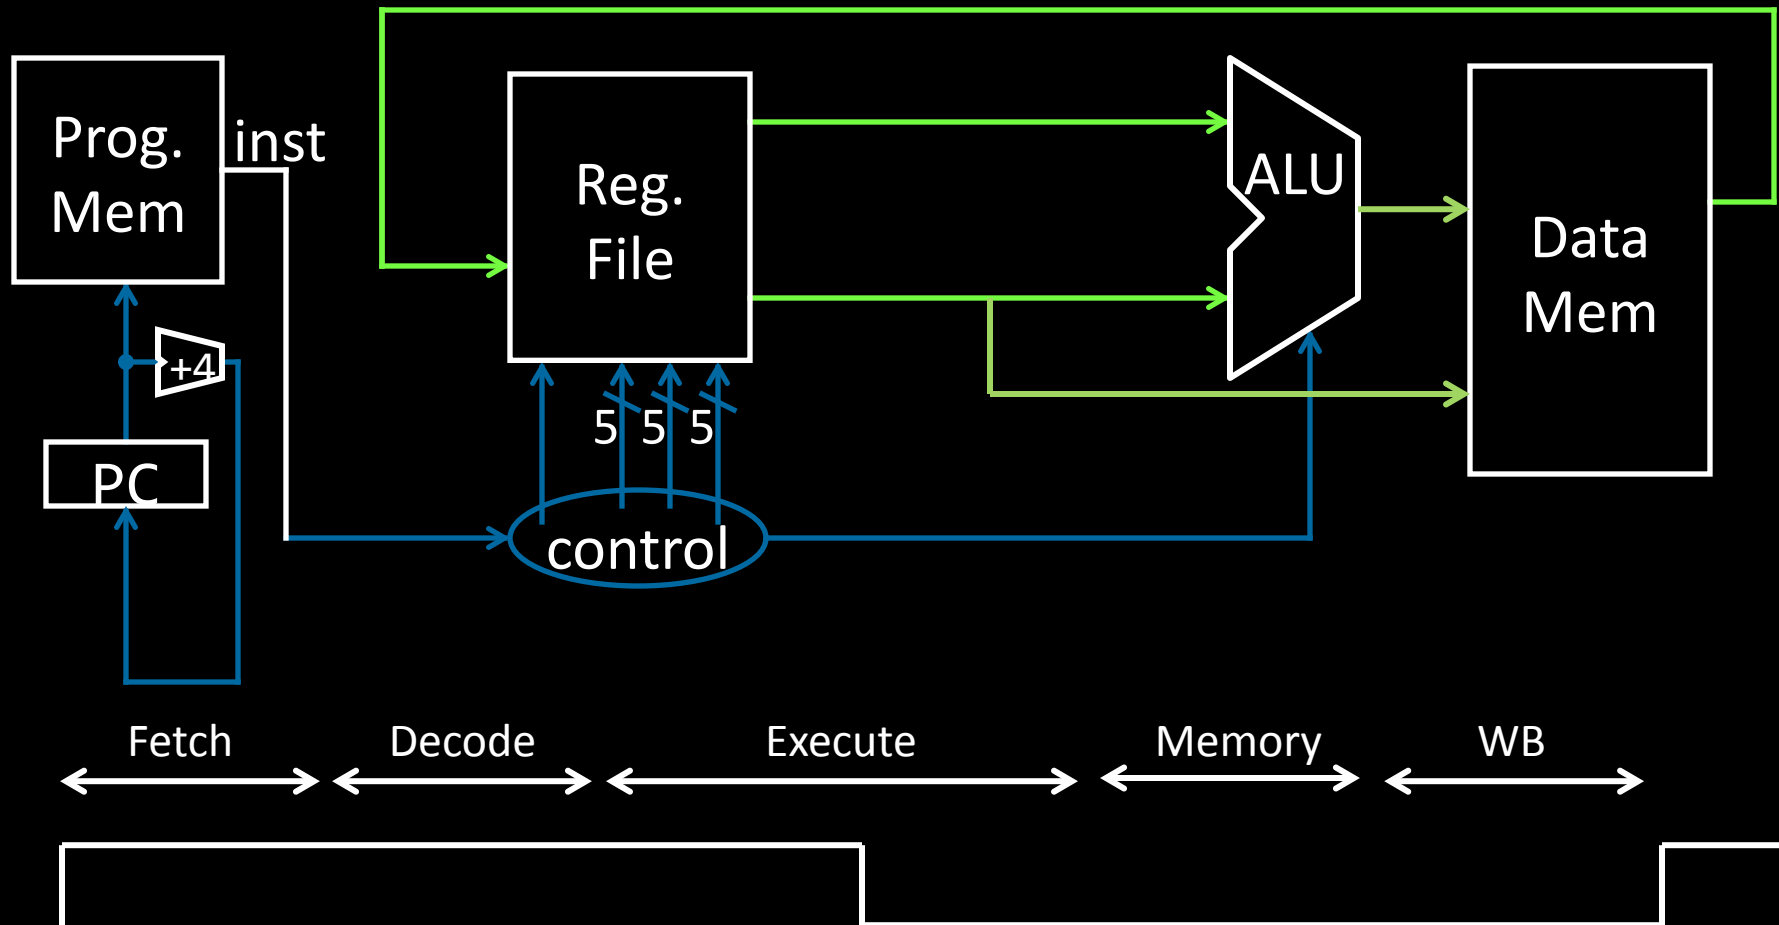 Prog.
Mem
inst
Reg.
File
ALU
Data
Mem
+4
PC
5 5 5
control
Fetch Decode Execute Memory WB